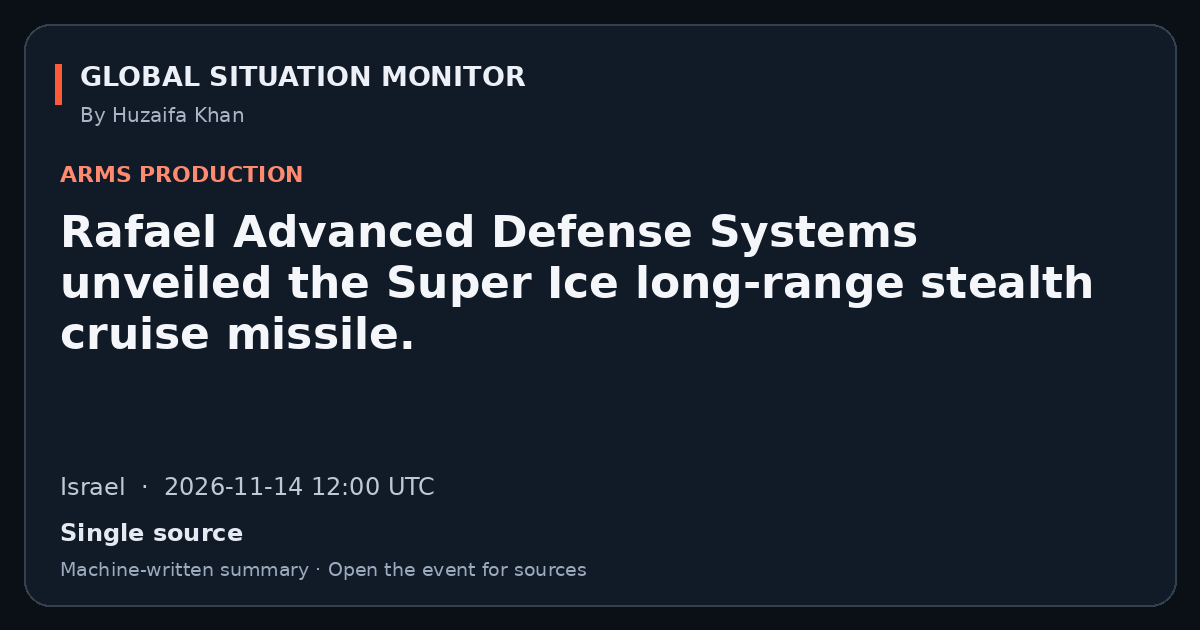 GLOBAL SITUATION MONITOR
By Huzaifa Khan
ARMS PRODUCTION
Rafael Advanced Defense Systems
unveiled the Super Ice long-range stealth
cruise missile.
Israel · 2026-11-14 12:00 UTC
Single source
Machine-written summary · Open the event for sources